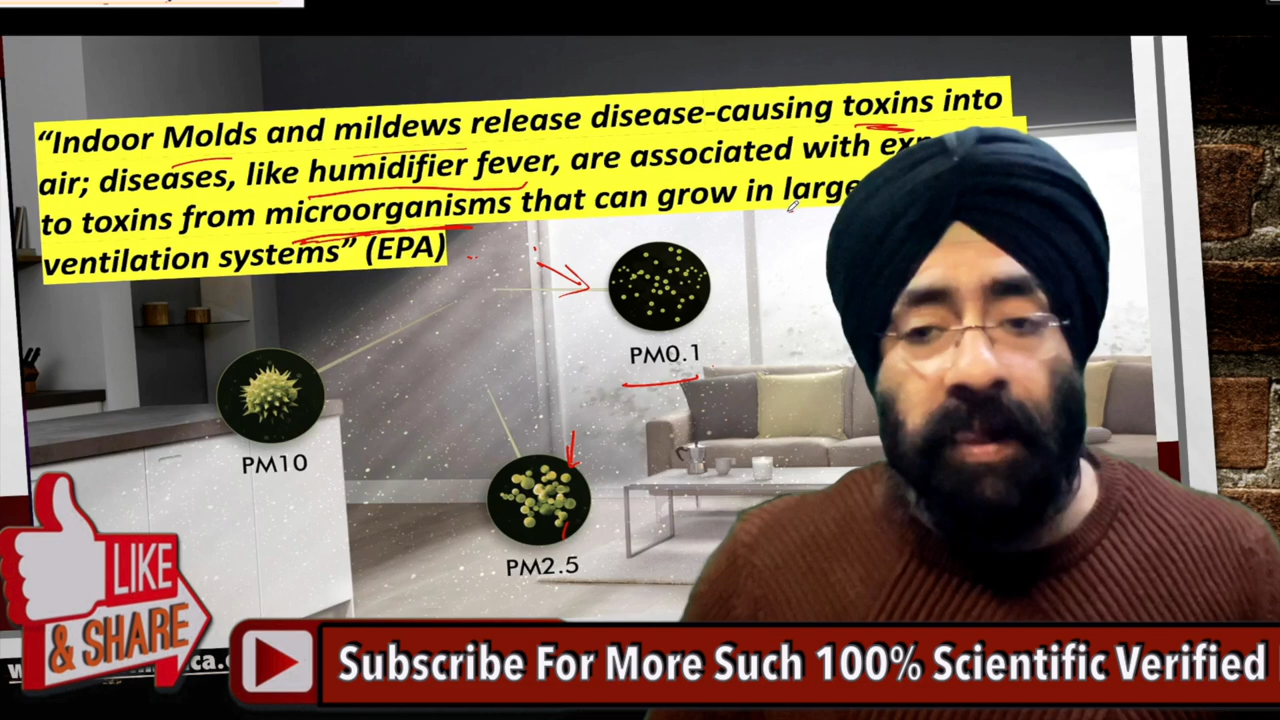 “Indoor Molds and mildews release disease-causing toxins into
air; diseases, like humidifier fever, are associated with
to toxins from microorganisms that can grow in large
ventilation systems” (EPA)
PM0.1
PM10
PM2.5
LIKE
& SHARE
Subscribe For More Such 100% Scientific Verified